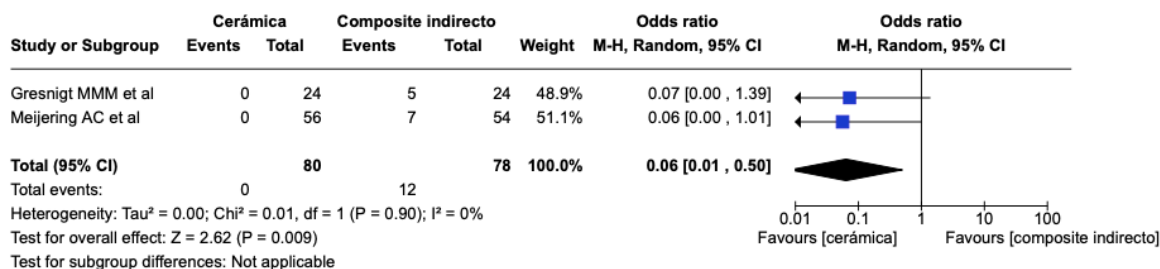 Cerámica Composite indirecto Odds ratio Odds ratio
Study or Subgroup Events Total Events Total Weight M-H, Random, 95% CI M-H, Random, 95% CI
Gresnigt MMM et al 0 24 5 24 48.9% 0.07 [0.00 , 1.39]
Meijering AC et al 0 56 7 54 51.1% 0.06 [0.00 , 1.01]
Total (95% CI) 80 78 100.0% 0.06 [0.01 , 0.50]
Total events: 0 12
Heterogeneity: Tau² = 0.00; Chi² = 0.01, df = 1 (P = 0.90); I² = 0%
0.01 0.1 1 10 100
Test for overall effect: Z = 2.62 (P = 0.009)
Favours [cerámica] Favours [composite indirecto]
Test for subgroup differences: Not applicable